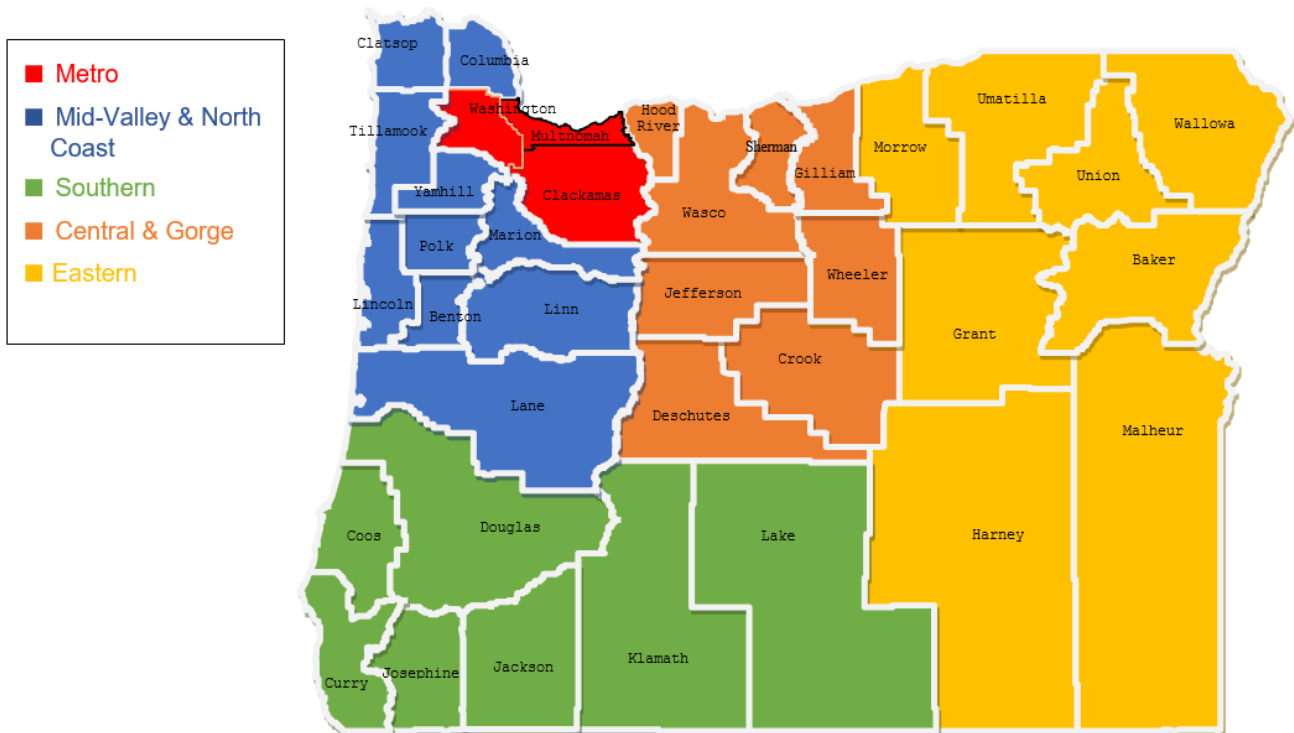 Metro
Mid-Valley & North
Coast
Southern
Central & Gorge
Eastern
Clatsop
Columbia
Washington
Multnomah
Hood
River
Tillamook
Yamhill
Clackamas
Sherman
Gilliam
Morrow
Umatilla
Wallowa
Union
Wasco
Polk
Marion
Lincoln
Benton
Linn
Jefferson
Wheeler
Baker
Grant
Crook
Lane
Deschutes
Malheur
Coos
Douglas
Lake
Harney
Curry
Josephine
Jackson
Klamath